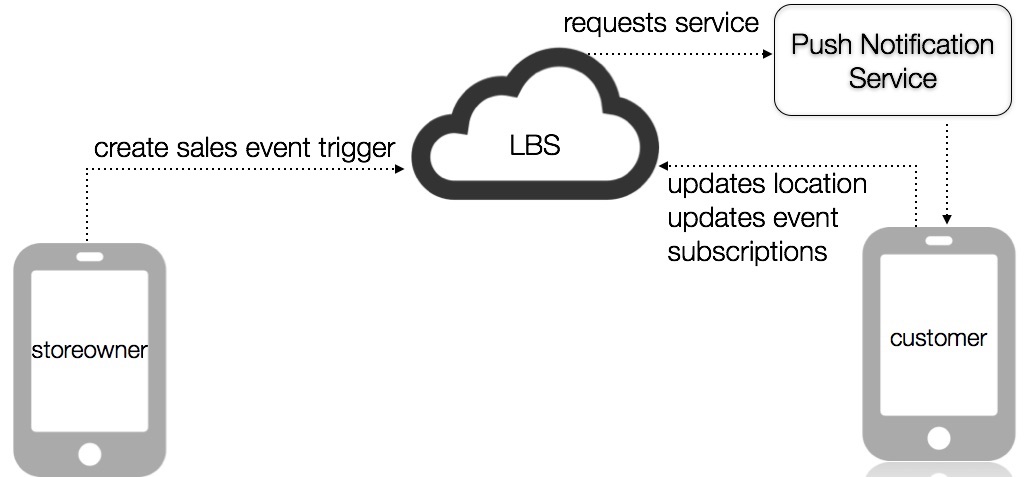 requests service
Push Notification
Service
create sales event trigger
LBS
updates location
updates event
subscriptions
storeowner
customer